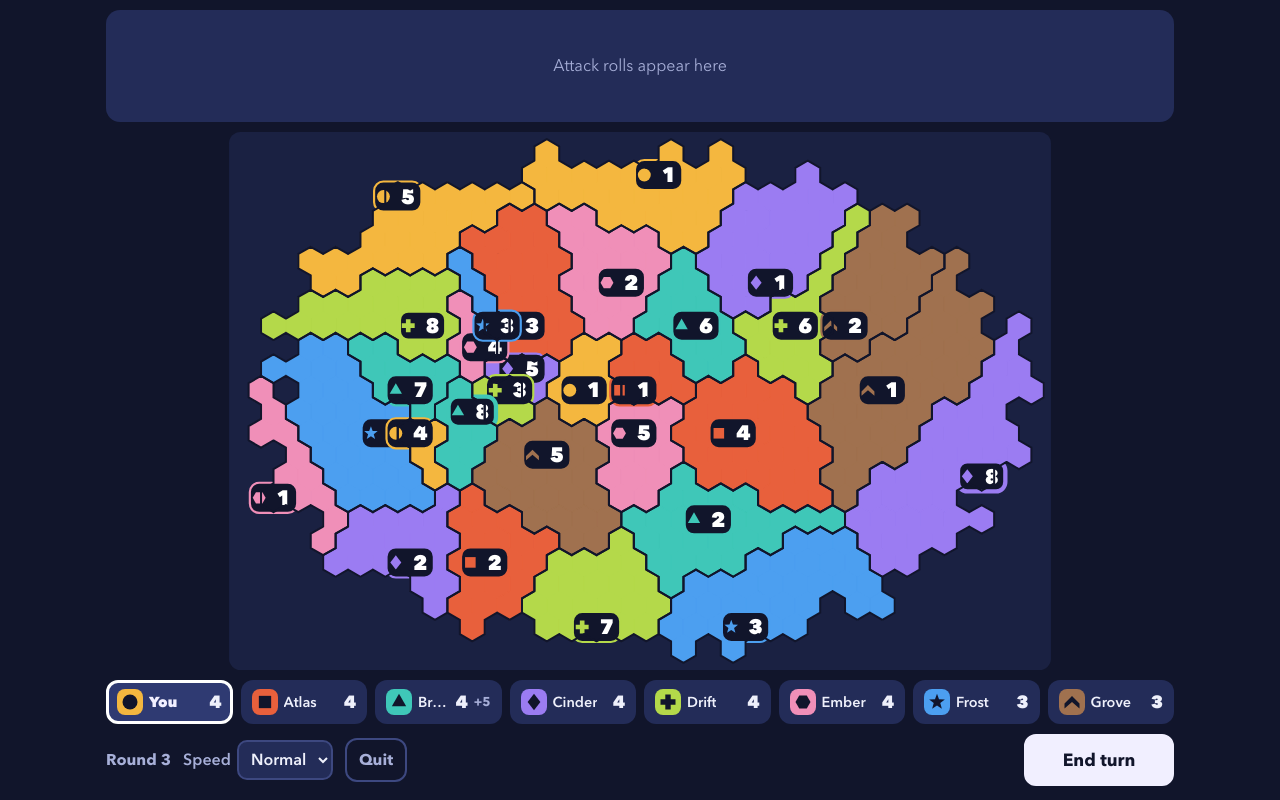 Attack rolls appear here
1
5
2
1
8
3 3
6
6
2
4
5
7
3
1
1
1
8
4
5
4
5
8
1
2
2
2
7
3
You 4
Atlas 4
Br... 4 +5
Cinder 4
Drift 4
Ember 4
Frost 3
Grove 3
Round 3 Speed Normal Quit
End turn